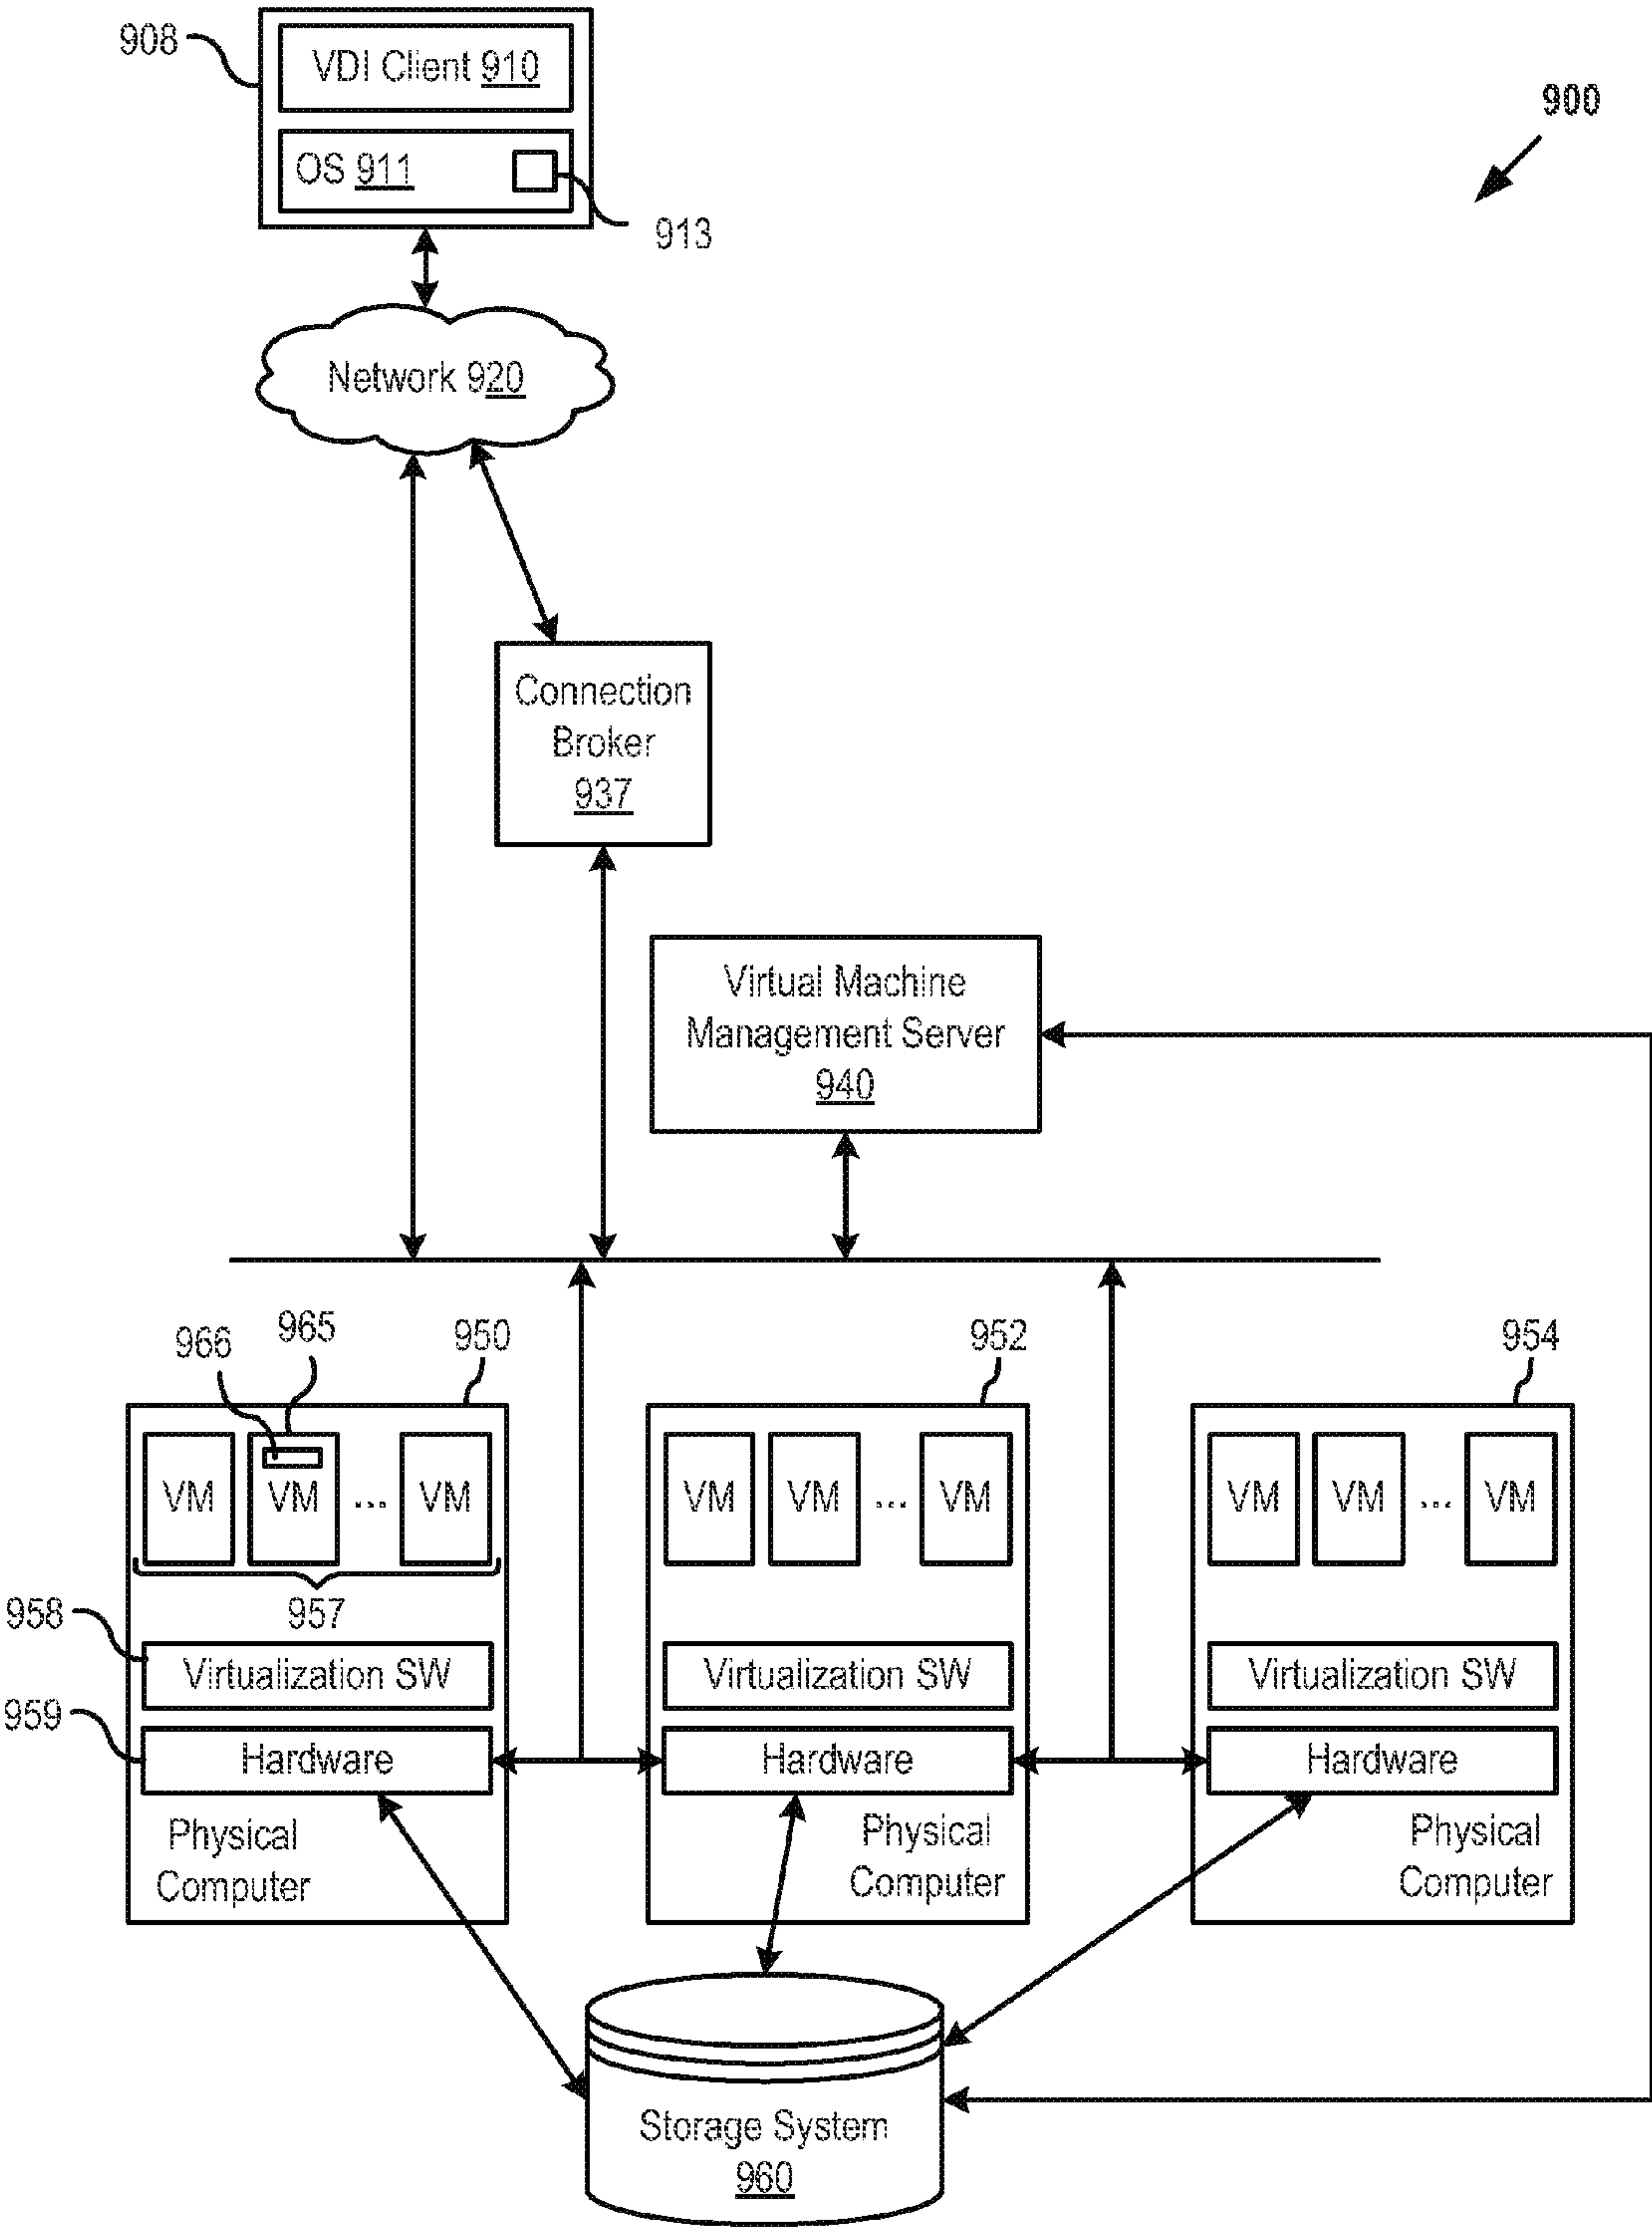 908
VDI Client 910
900
OS 911
913
Network 920
Connection
Broker
937
Virtual Machine
Management Server
940
966
965
950
952
954
VM
VM
...
VM
VM
VM
...
VM
VM
VM
...
VM
957
958
Virtualization SW
Virtualization SW
Virtualization SW
959
Hardware
Hardware
Hardware
Physical
Computer
Physical
Computer
Physical
Computer
Storage System
960